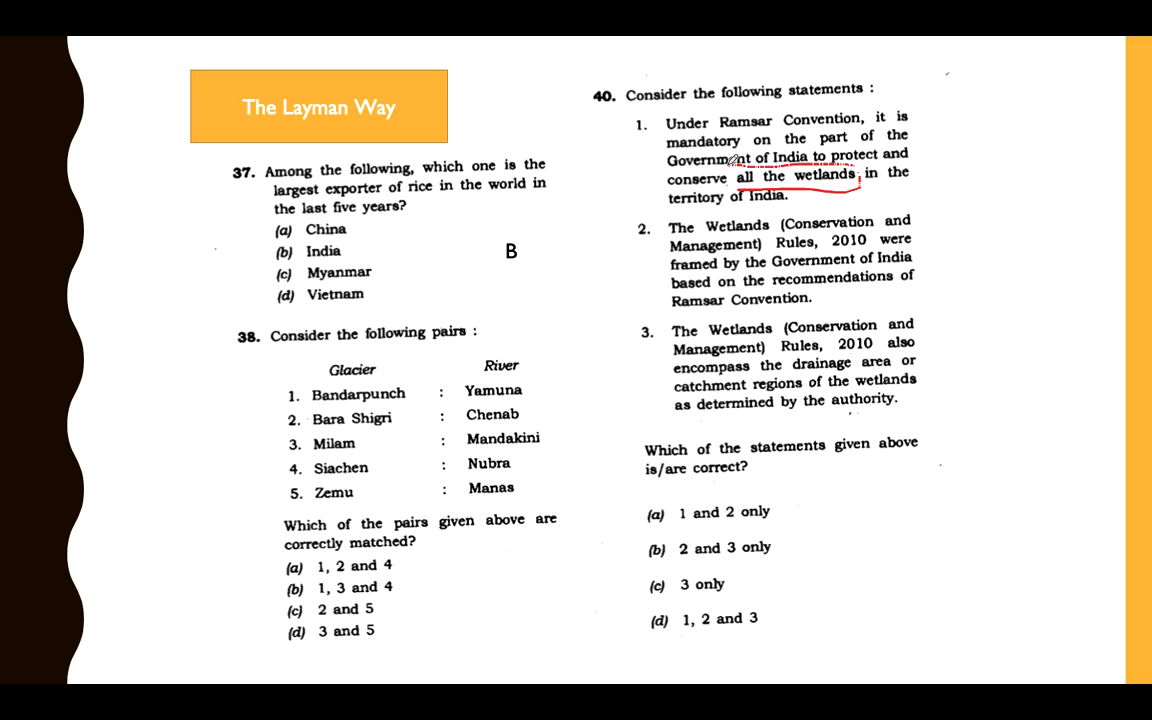 The Layman Way
37. Among the following, which one is the
largest exporter of rice in the world in
the last five years?
(a) China
(b) India
(c) Myanmar
(d) Vietnam
B
38. Consider the following pairs :
Glacier River
1. Bandarpunch : Yamuna
2. Bara Shigri : Chenab
3. Milam : Mandakini
4. Siachen : Nubra
5. Zemu : Manas
Which of the pairs given above are
correctly matched?
(a) 1, 2 and 4
(b) 1, 3 and 4
(c) 2 and 5
(d) 3 and 5
40. Consider the following statements :
1. Under Ramsar Convention, it is
mandatory on the part of the
Government of India to protect and
conserve all the wetlands in the
territory of India.
2. The Wetlands (Conservation and
Management) Rules, 2010 were
framed by the Government of India
based on the recommendations of
Ramsar Convention.
3. The Wetlands (Conservation and
Management) Rules, 2010 also
encompass the drainage area or
catchment regions of the wetlands
as determined by the authority.
Which of the statements given above
is/are correct?
(a) 1 and 2 only
(b) 2 and 3 only
(c) 3 only
(d) 1, 2 and 3